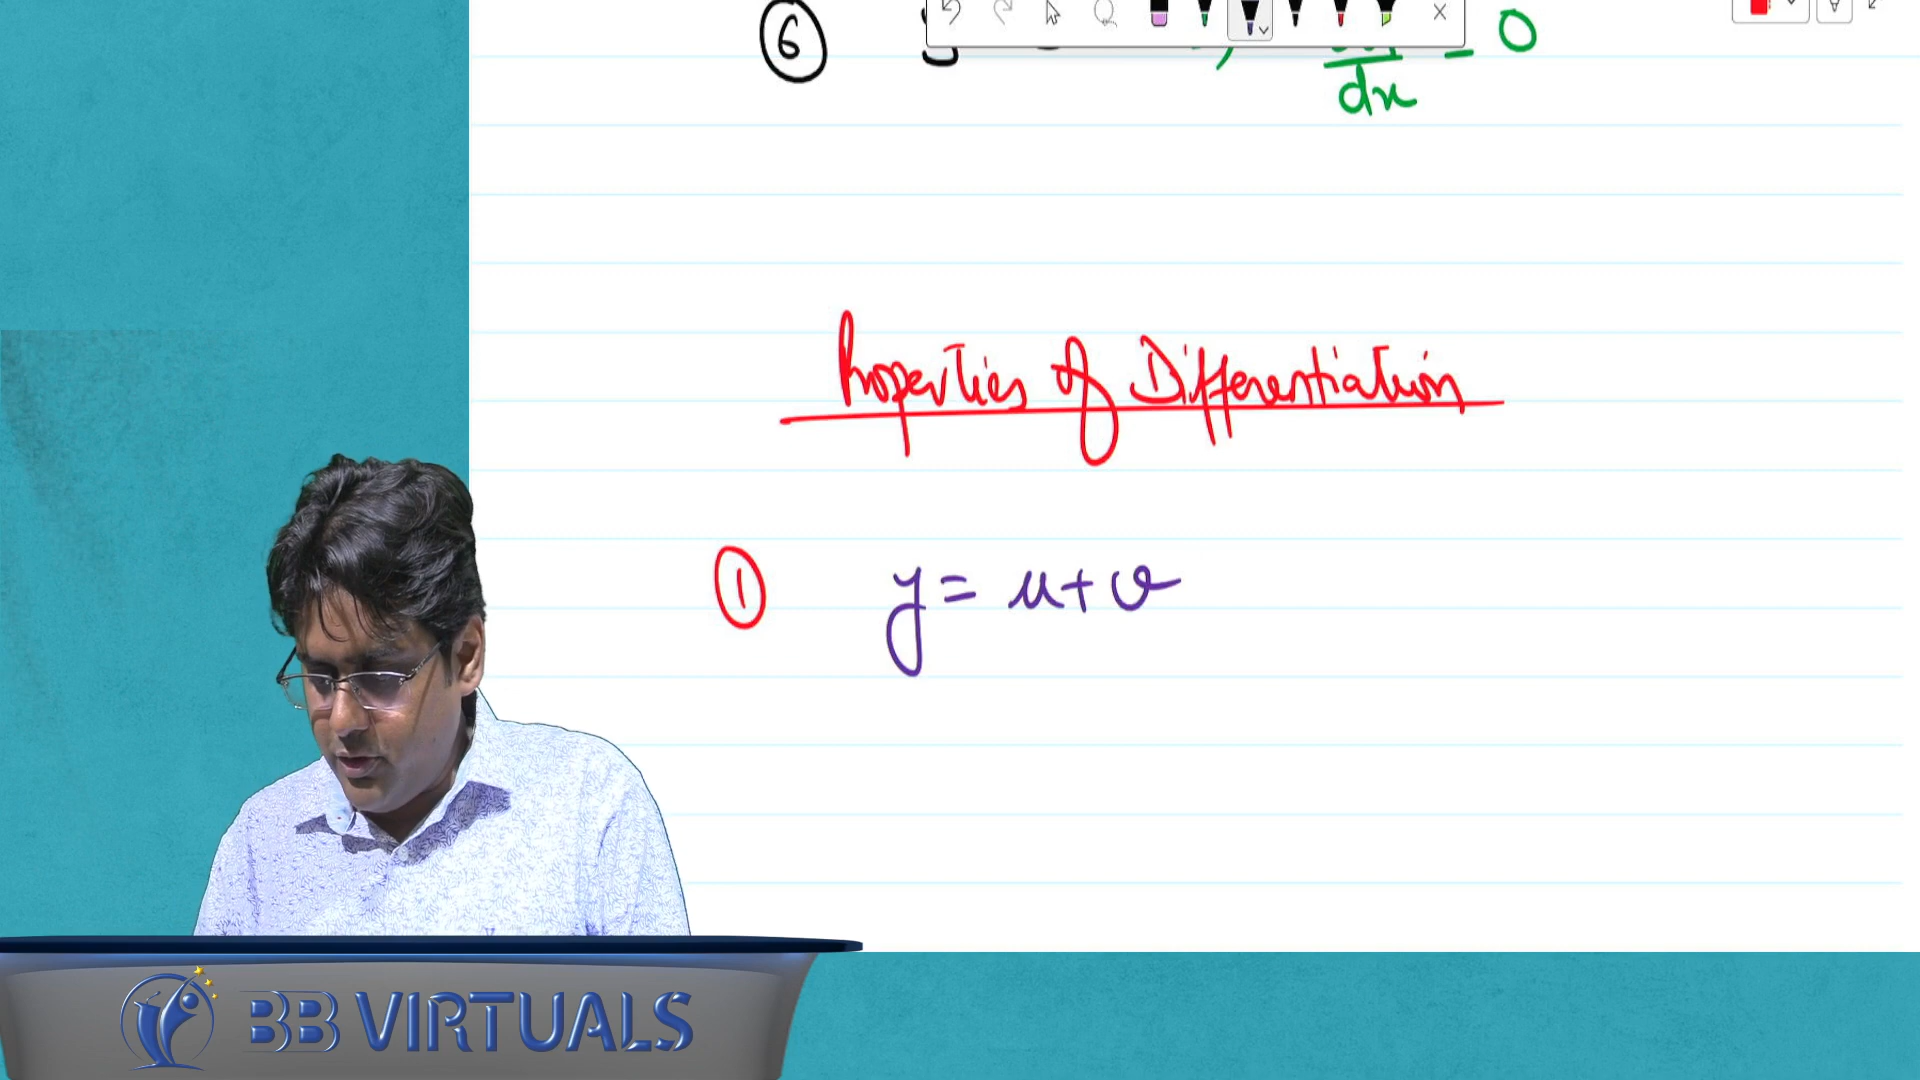 ⑥ = 0
dx
Properties of Differentiation
① y = u + v
BB VIRTUALS